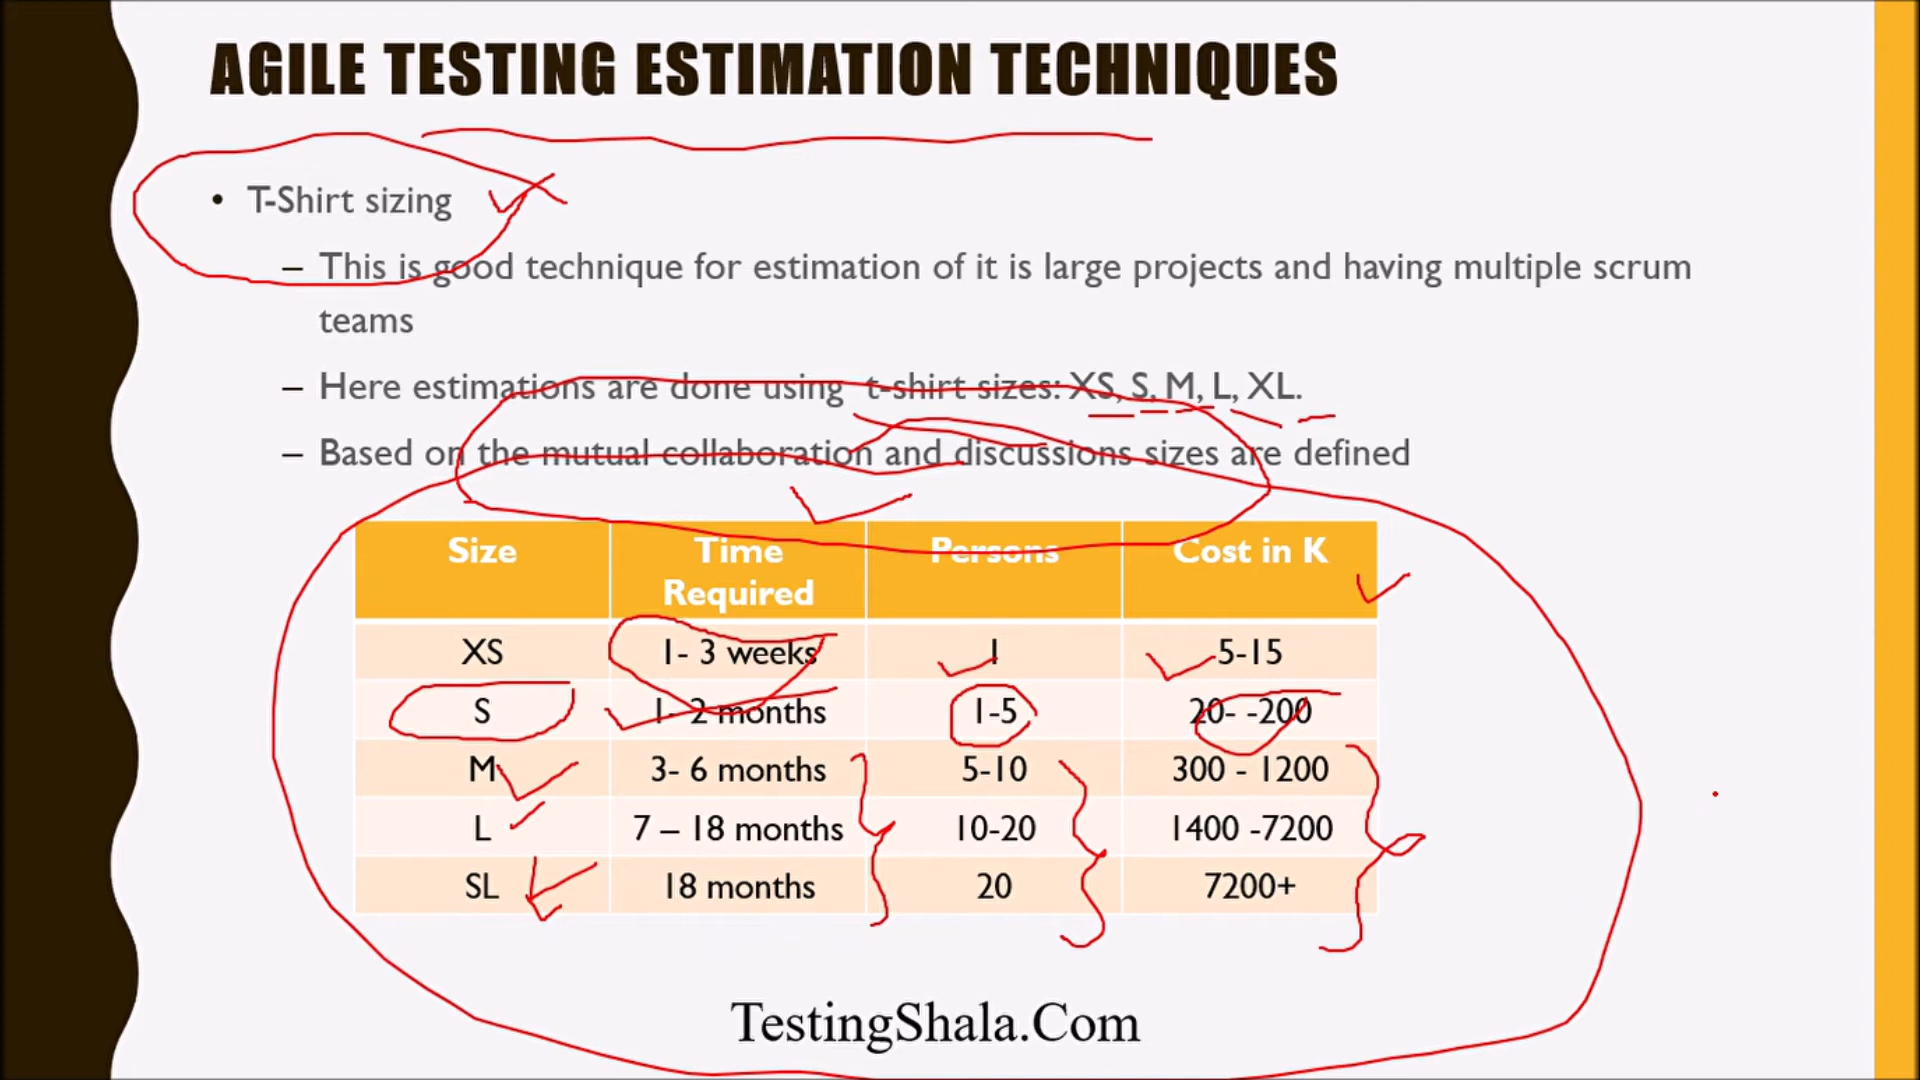 AGILE TESTING ESTIMATION TECHNIQUES
• T-Shirt sizing
– This is good technique for estimation of it is large projects and having multiple scrum
teams
– Here estimations are done using t-shirt sizes: XS, S, M, L, XL.
– Based on the mutual collaboration and discussions sizes are defined
Size Time Required Persons Cost in K
XS 1- 3 weeks 1 5-15
S 1- 2 months 1-5 20- -200
M 3- 6 months 5-10 300 - 1200
L 7 – 18 months 10-20 1400 -7200
SL 18 months 20 7200+
TestingShala.Com